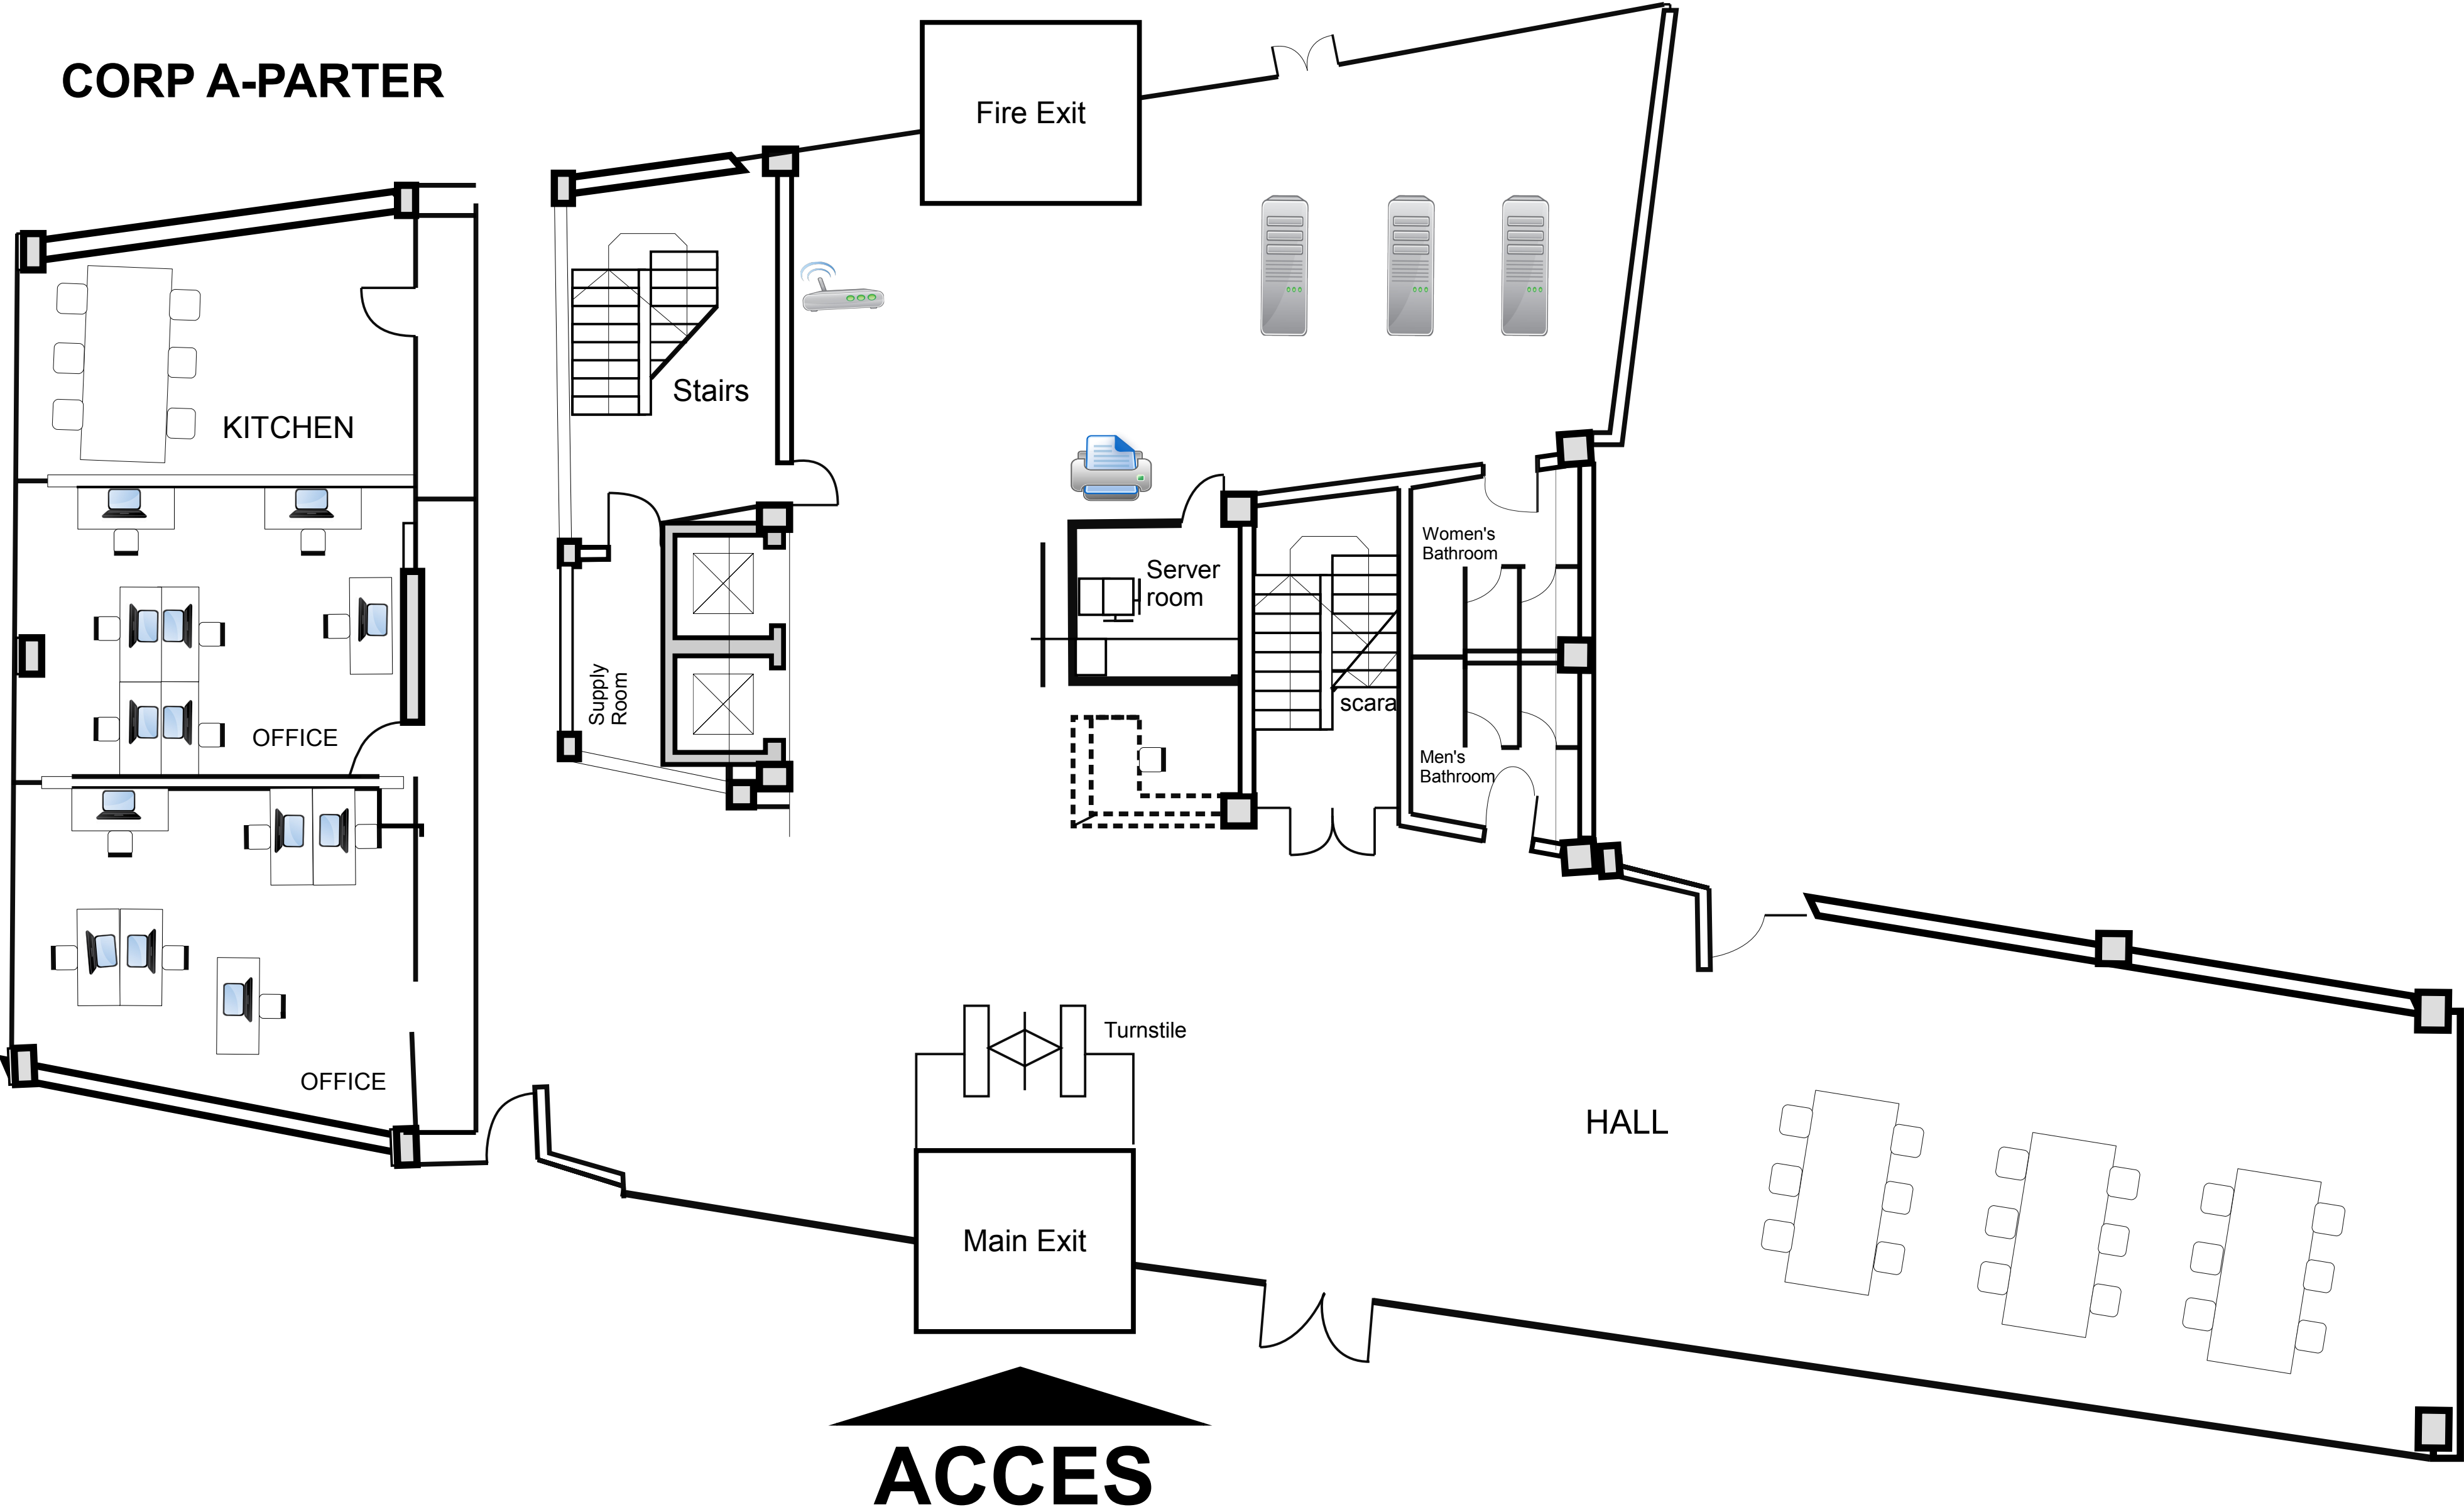 CORP A-PARTER
Fire Exit
Stairs
KITCHEN
Women's
Bathroom
Server
room
Supply
Room
scara
OFFICE
Men's
Bathroom
Turnstile
OFFICE
HALL
Main Exit
ACCES